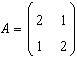 A = ( 2 1
1 2 )